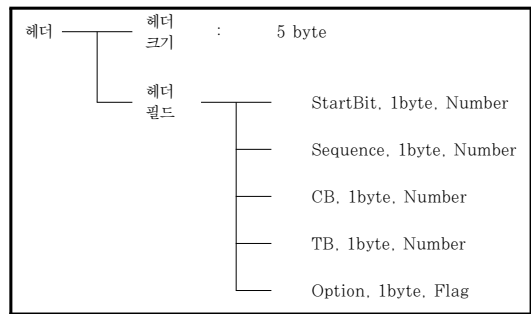 헤더
헤더
크기
:
5 byte
헤더
필드
StartBit, 1byte, Number
Sequence, 1byte, Number
CB, 1byte, Number
TB, 1byte, Number
Option, 1byte, Flag